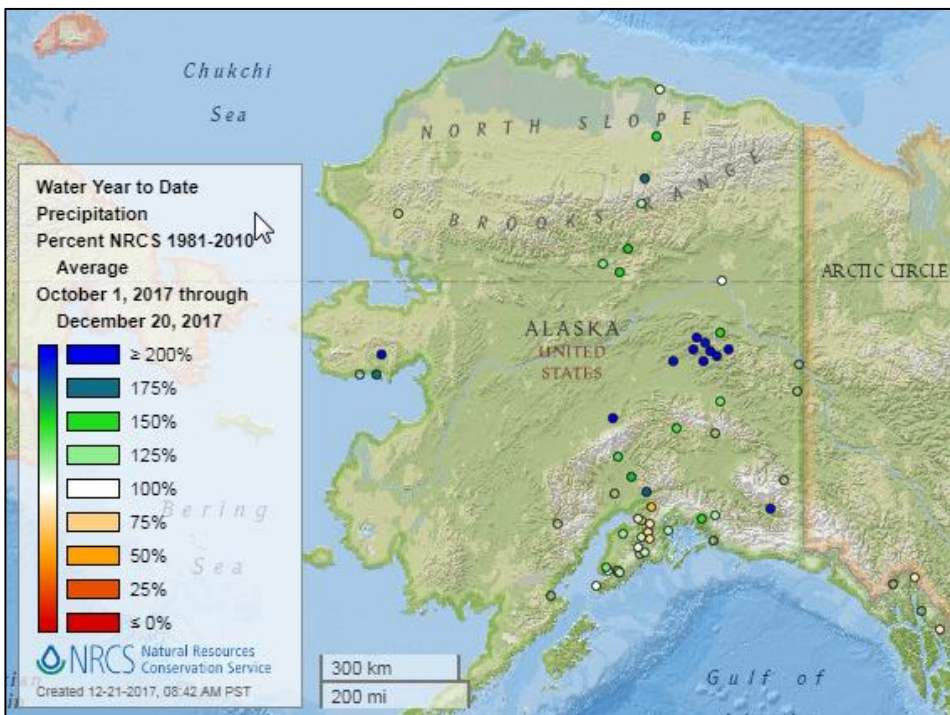 Chukchi
Sea
NORTH SLOPE
BROOKS RANGE
ARCTIC CIRCLE
ALASKA
UNITED
STATES
Water Year to Date
Precipitation
Percent NRCS 1981-2010
Average
October 1, 2017 through
December 20, 2017
≥ 200%
175%
150%
125%
100%
75%
50%
25%
≤ 0%
NRCS Natural Resources
Conservation Service
Created 12-21-2017, 08:42 AM PST
Bering
Sea
300 km
200 mi
Gulf of